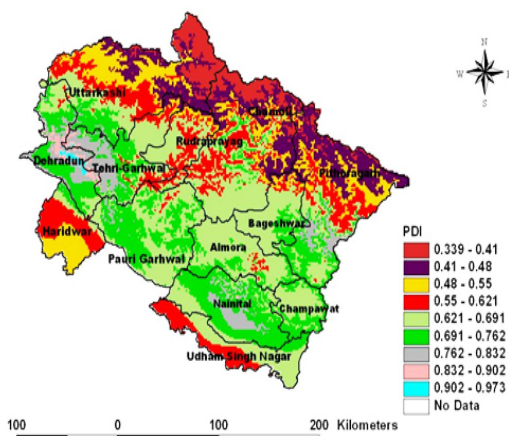 N
W
S
Uttarkashi
Chamoli
Rudraprayag
Dehradun
Tehri-Garhwal
Pithoragarh
Haridwar
Bageshwar
Almora
Pauri Garhwal
Nainital
Champawat
Udham Singh Nagar
PDI
0.339 - 0.41
0.41 - 0.48
0.48 - 0.55
0.55 - 0.621
0.621 - 0.691
0.691 - 0.762
0.762 - 0.832
0.832 - 0.902
0.902 - 0.973
No Data
100 0 100 200 Kilometers